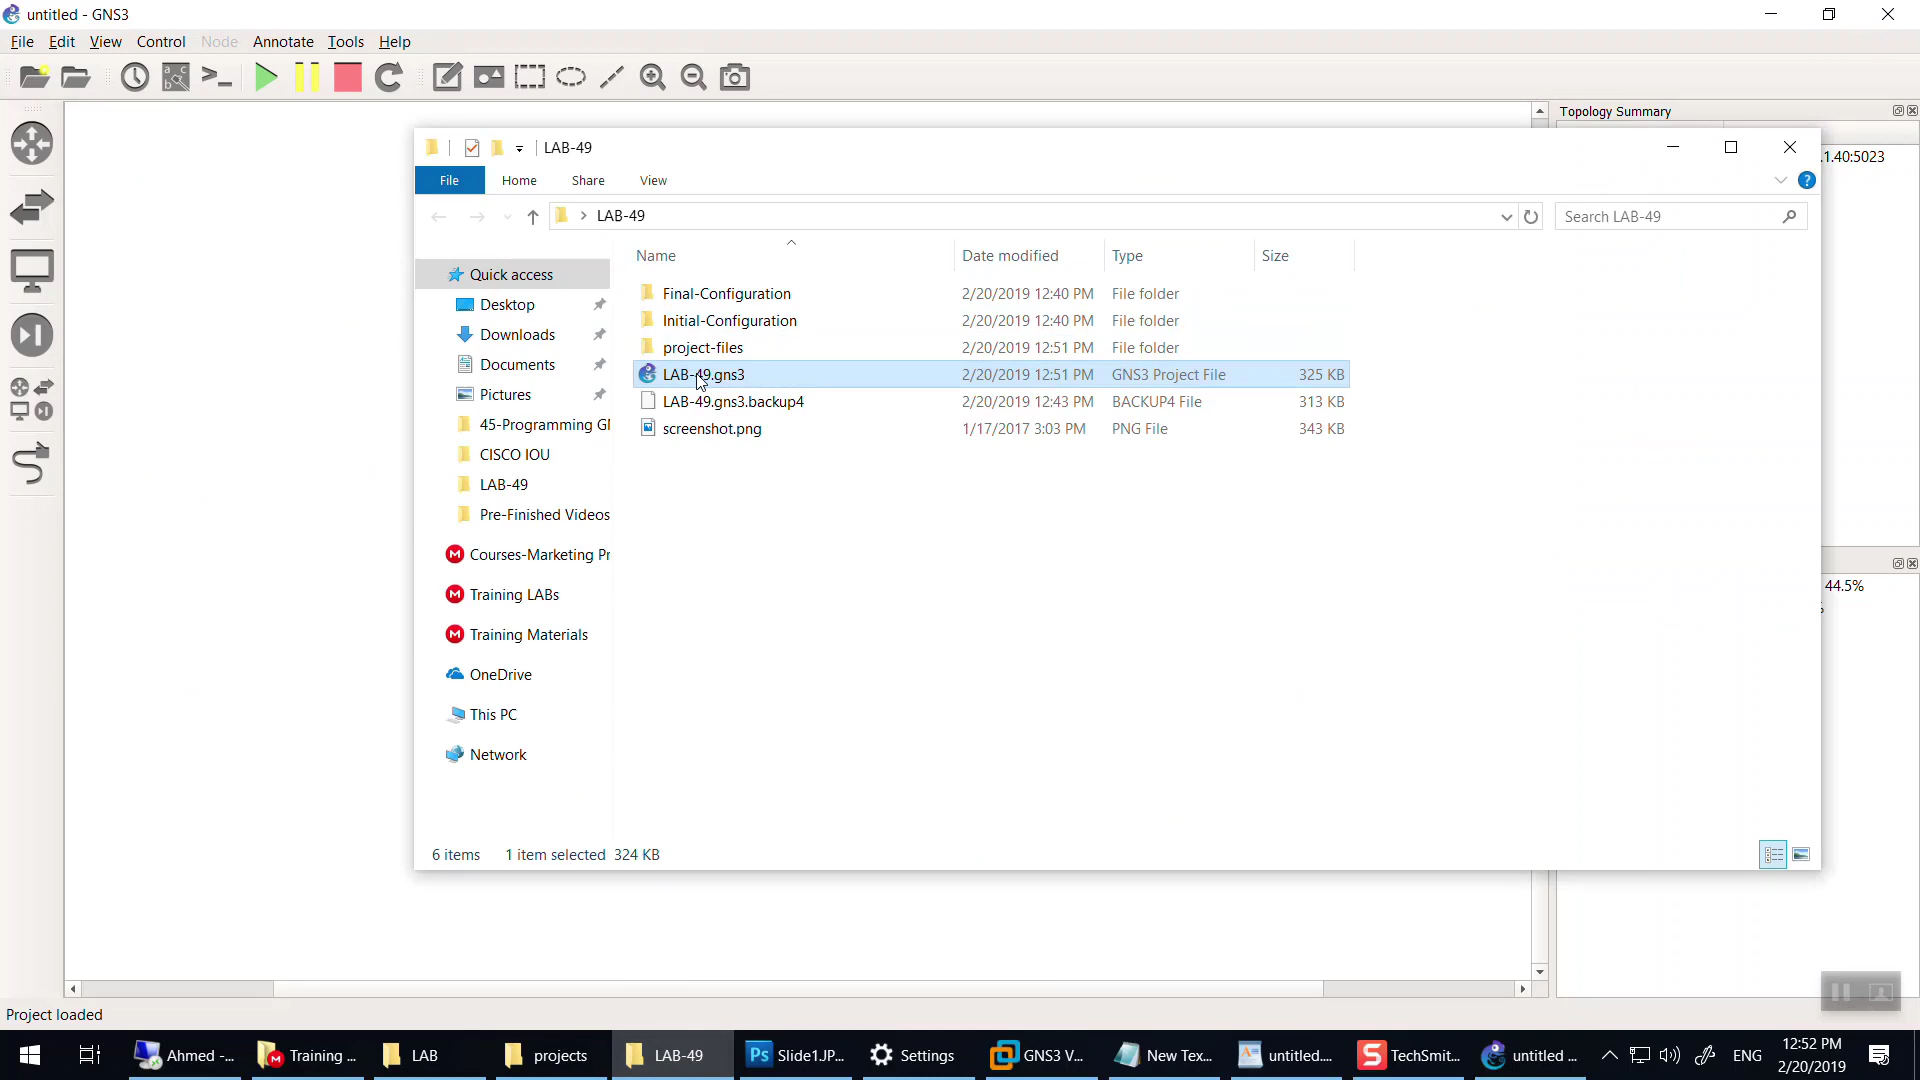 untitled - GNS3
File Edit View Control Node Annotate Tools Help
Topology Summary
.1.40:5023
LAB-49
File Home Share View
LAB-49
Search LAB-49
Name Date modified Type Size
Quick access
Desktop
Downloads
Documents
Pictures
45-Programming
CISCO IOU
LAB-49
Pre-Finished Videos
Courses-Marketing
Training LABs
Training Materials
OneDrive
This PC
Network
Final-Configuration 2/20/2019 12:40 PM File folder
Initial-Configuration 2/20/2019 12:40 PM File folder
project-files 2/20/2019 12:51 PM File folder
LAB-49.gns3 2/20/2019 12:51 PM GNS3 Project File 325 KB
LAB-49.gns3.backup4 2/20/2019 12:43 PM BACKUP4 File 313 KB
screenshot.png 1/17/2017 3:03 PM PNG File 343 KB
44.5%
6 items 1 item selected 324 KB
Project loaded
Ahmed -... Training ... LAB projects LAB-49 Slide1.JP... Settings GNS3 V... New Tex... untitled.... TechSmit... untitled ... ENG
12:52 PM
2/20/2019